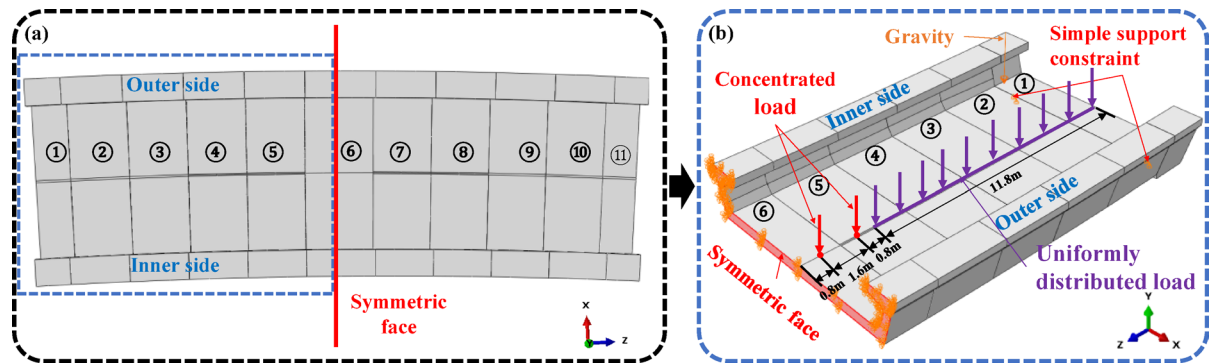 (a)
Outer side
① ② ③ ④ ⑤ ⑥ ⑦ ⑧ ⑨ ⑩ ⑪
Inner side
Symmetric
face
X
Y
Z
(b)
Gravity
Simple support
constraint
Concentrated
load
Inner side
①
②
③
④
⑤
⑥
11.8m
Outer side
0.8m
1.6m
0.8m
Symmetric face
Uniformly
distributed load
Y
Z
X